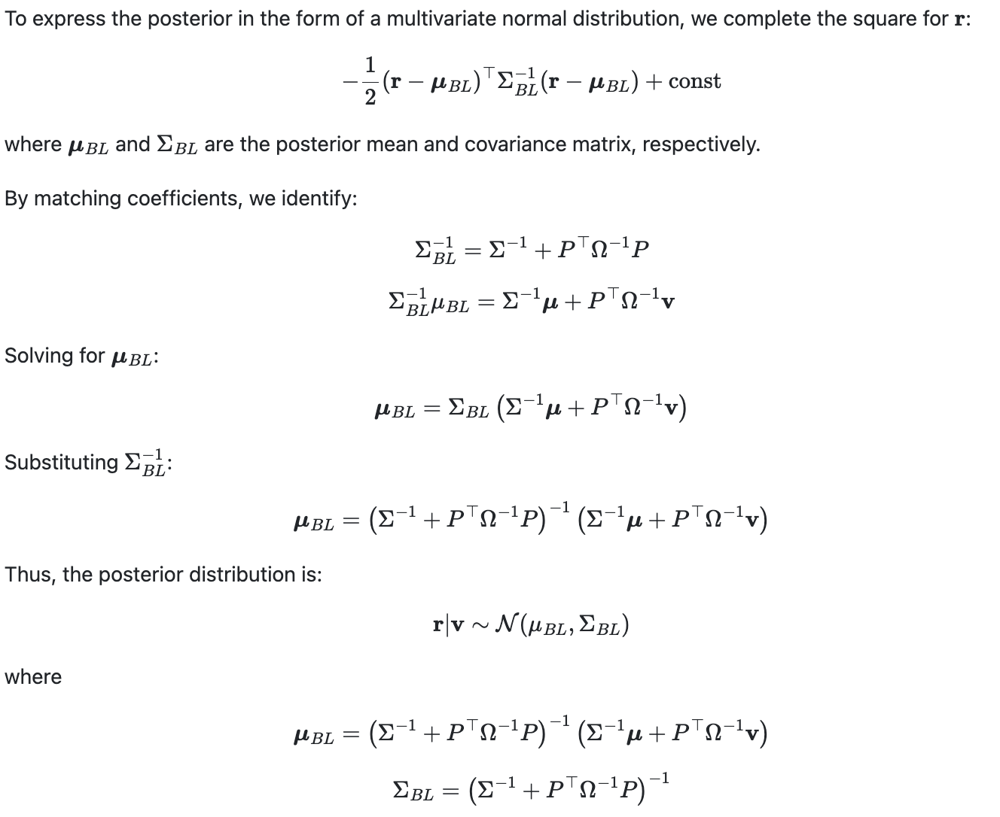 To express the posterior in the form of a multivariate normal distribution, we complete the square for $\mathbf{r}$:
$$-\frac{1}{2}(\mathbf{r} - \boldsymbol{\mu}_{BL})^\top \Sigma_{BL}^{-1} (\mathbf{r} - \boldsymbol{\mu}_{BL}) + \text{const}$$
where $\boldsymbol{\mu}_{BL}$ and $\Sigma_{BL}$ are the posterior mean and covariance matrix, respectively.
By matching coefficients, we identify:
$$\Sigma_{BL}^{-1} = \Sigma^{-1} + P^\top \Omega^{-1} P$$
$$\Sigma_{BL}^{-1} \mu_{BL} = \Sigma^{-1} \boldsymbol{\mu} + P^\top \Omega^{-1} \mathbf{v}$$
Solving for $\boldsymbol{\mu}_{BL}$:
$$\boldsymbol{\mu}_{BL} = \Sigma_{BL} \left( \Sigma^{-1} \boldsymbol{\mu} + P^\top \Omega^{-1} \mathbf{v} \right)$$
Substituting $\Sigma_{BL}^{-1}$:
$$\boldsymbol{\mu}_{BL} = \left( \Sigma^{-1} + P^\top \Omega^{-1} P \right)^{-1} \left( \Sigma^{-1} \boldsymbol{\mu} + P^\top \Omega^{-1} \mathbf{v} \right)$$
Thus, the posterior distribution is:
$$\mathbf{r} | \mathbf{v} \sim \mathcal{N}(\mu_{BL}, \Sigma_{BL})$$
where
$$\boldsymbol{\mu}_{BL} = \left( \Sigma^{-1} + P^\top \Omega^{-1} P \right)^{-1} \left( \Sigma^{-1} \boldsymbol{\mu} + P^\top \Omega^{-1} \mathbf{v} \right)$$
$$\Sigma_{BL} = \left( \Sigma^{-1} + P^\top \Omega^{-1} P \right)^{-1}$$